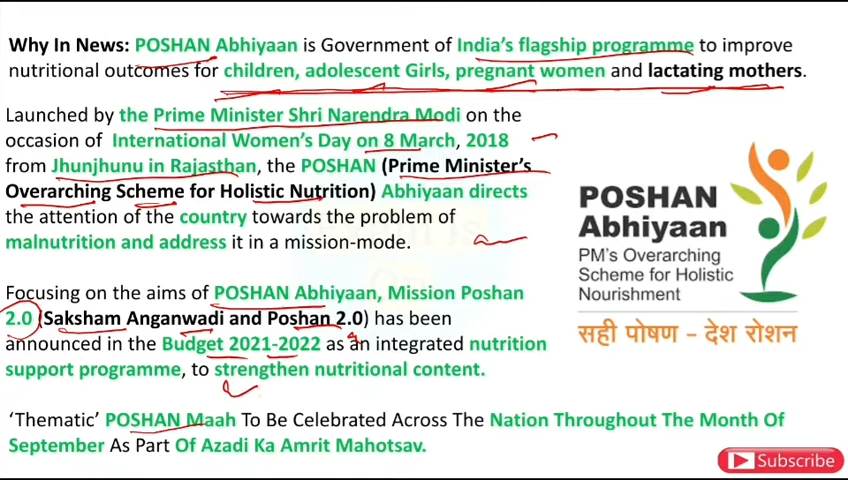 Why In News: POSHAN Abhiyaan is Government of India's flagship programme to improve
nutritional outcomes for children, adolescent Girls, pregnant women and lactating mothers.
Launched by the Prime Minister Shri Narendra Modi on the
occasion of International Women's Day on 8 March, 2018
from Jhunjhunu in Rajasthan, the POSHAN (Prime Minister's
Overarching Scheme for Holistic Nutrition) Abhiyaan directs
the attention of the country towards the problem of
malnutrition and address it in a mission-mode.
Focusing on the aims of POSHAN Abhiyaan, Mission Poshan
2.0 (Saksham Anganwadi and Poshan 2.0) has been
announced in the Budget 2021-2022 as an integrated nutrition
support programme, to strengthen nutritional content.
'Thematic' POSHAN Maah To Be Celebrated Across The Nation Throughout The Month Of
September As Part Of Azadi Ka Amrit Mahotsav.
POSHAN
Abhiyaan
PM's Overarching
Scheme for Holistic
Nourishment
सही पोषण - देश रोशन
Subscribe